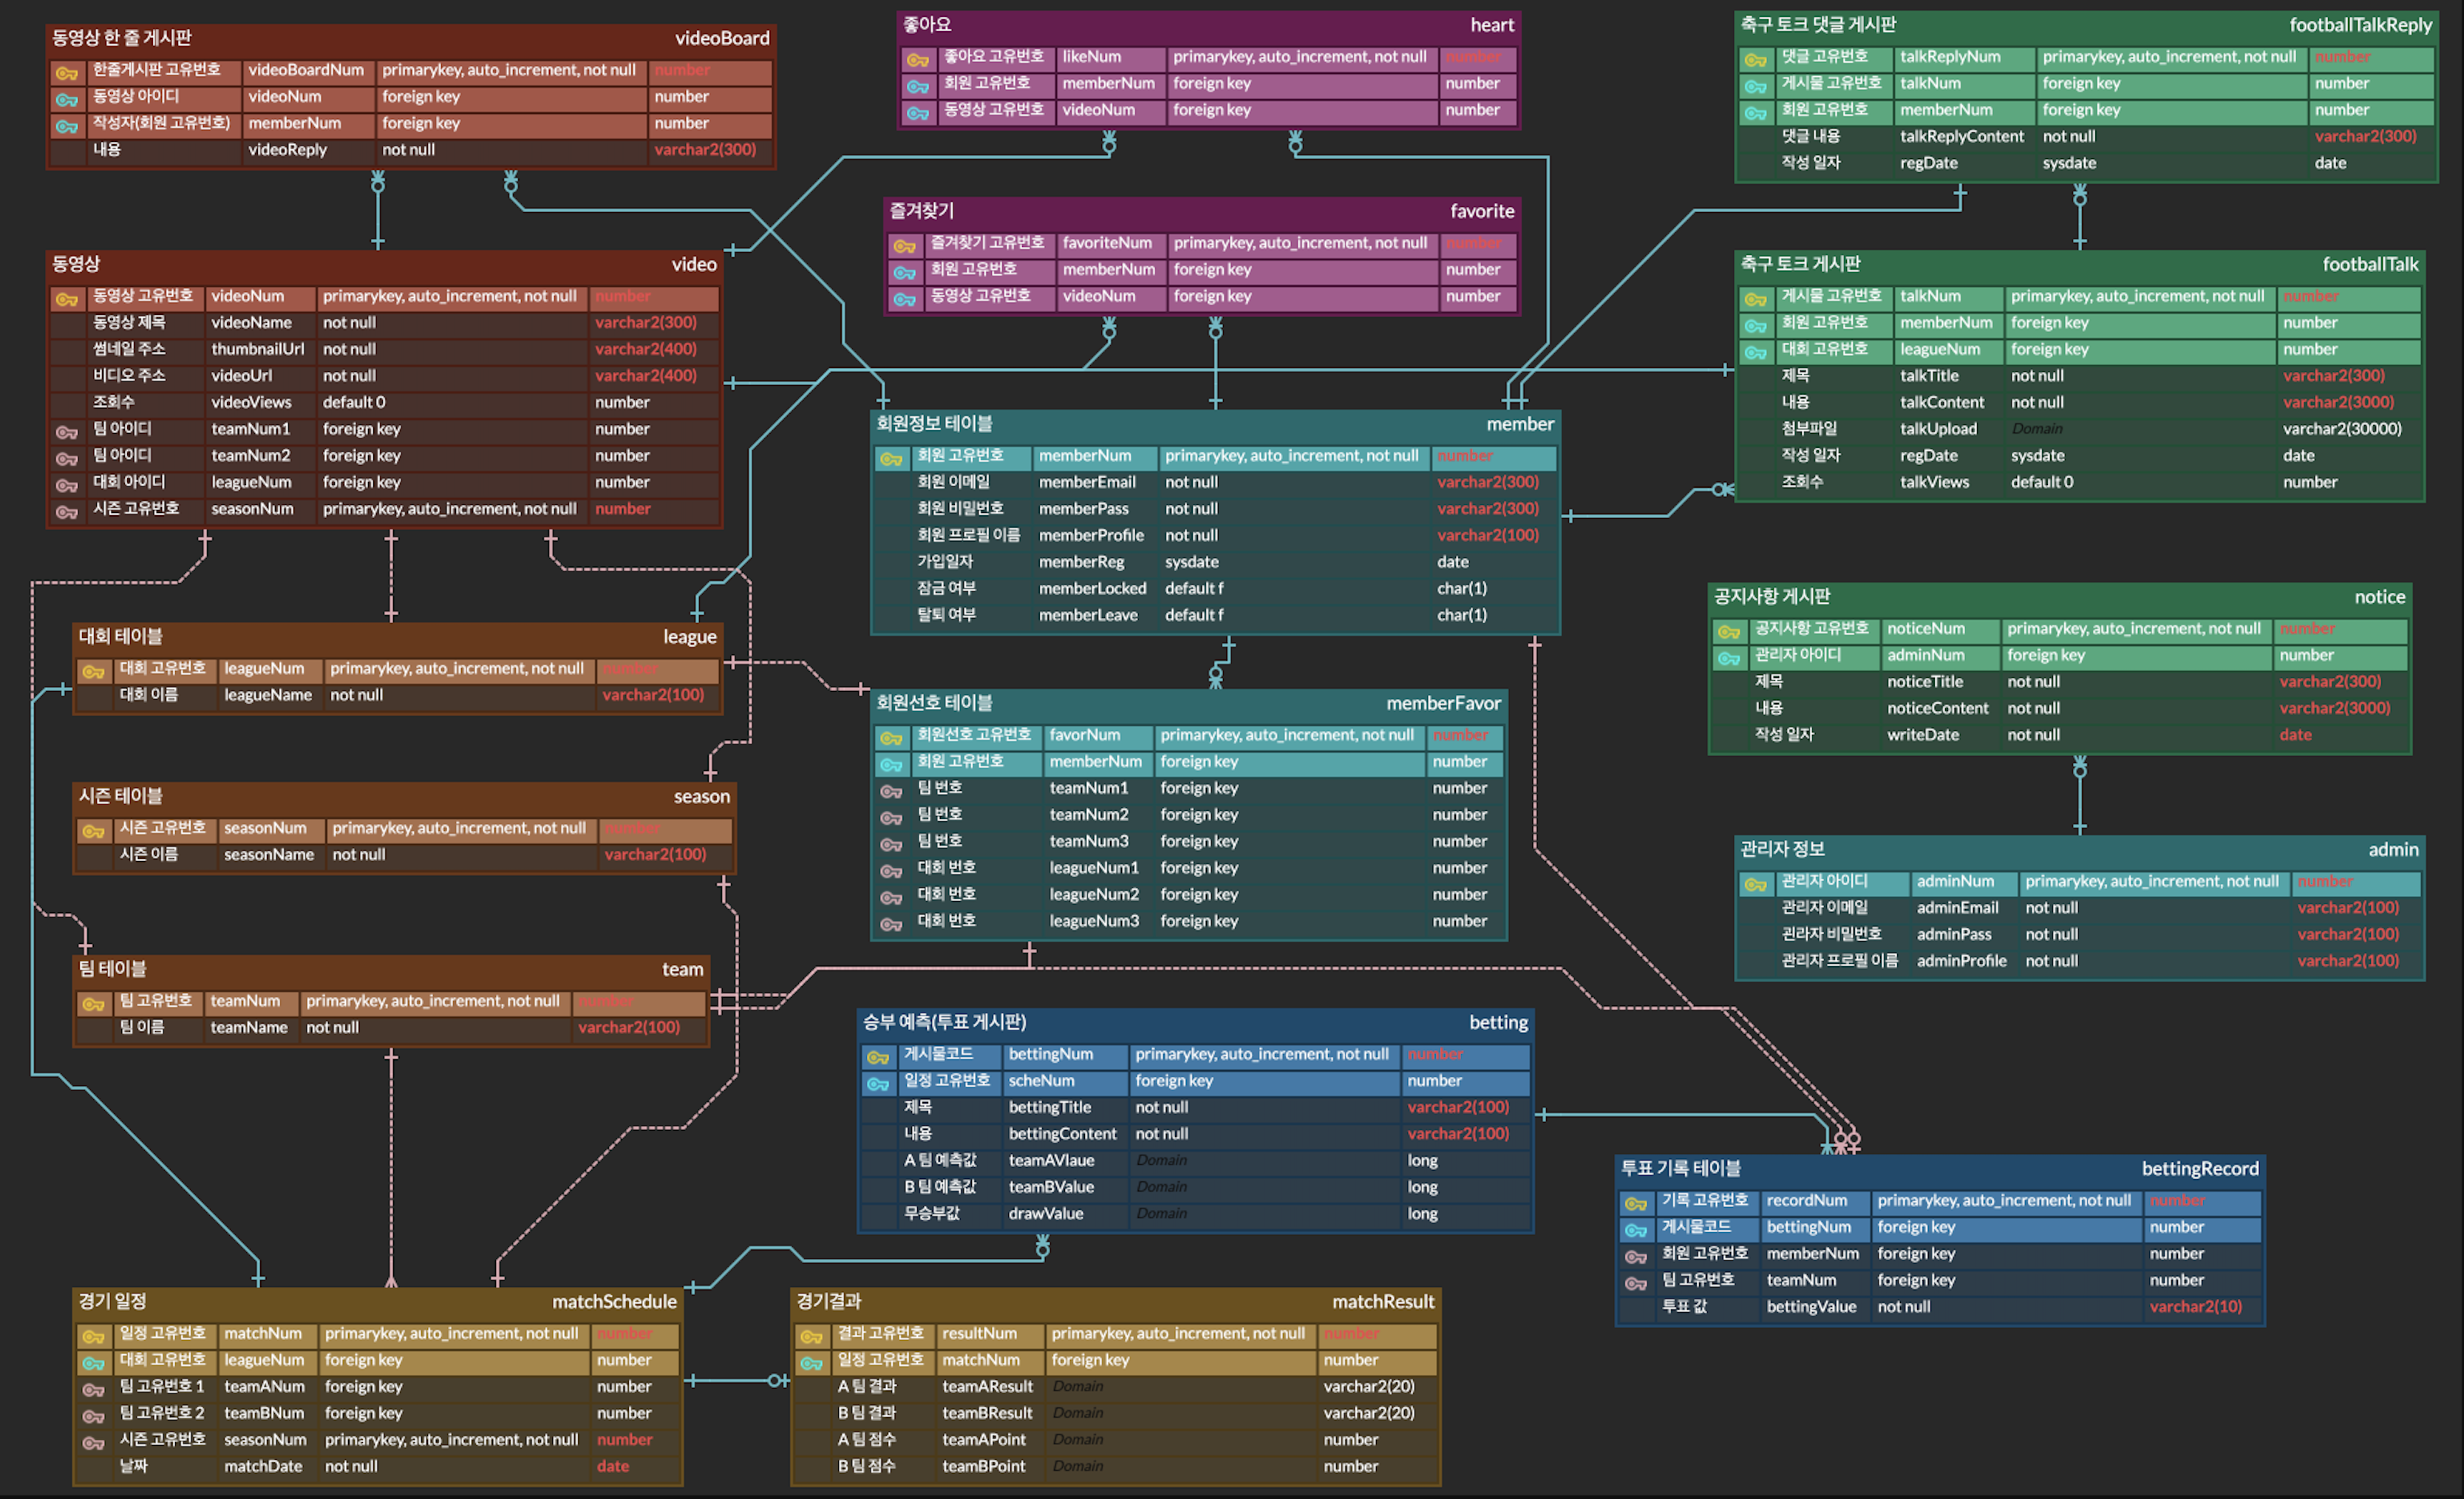 동영상 한 줄 게시판 videoBoard
한줄게시판 고유번호 videoBoardNum primarykey, auto_increment, not null number
동영상 아이디 videoNum foreign key number
작성자(회원 고유번호) memberNum foreign key number
내용 videoReply not null varchar2(300)
좋아요 heart
좋아요 고유번호 likeNum primarykey, auto_increment, not null number
회원 고유번호 memberNum foreign key number
동영상 고유번호 videoNum foreign key number
축구 토크 댓글 게시판 footballTalkReply
댓글 고유번호 talkReplyNum primarykey, auto_increment, not null number
게시물 고유번호 talkNum foreign key number
회원 고유번호 memberNum foreign key number
댓글 내용 talkReplyContent not null varchar2(300)
작성 일자 regDate sysdate date
즐겨찾기 favorite
즐겨찾기 고유번호 favoriteNum primarykey, auto_increment, not null number
회원 고유번호 memberNum foreign key number
동영상 고유번호 videoNum foreign key number
동영상 video
동영상 고유번호 videoNum primarykey, auto_increment, not null number
동영상 제목 videoName not null varchar2(300)
썸네일 주소 thumbnailUrl not null varchar2(400)
비디오 주소 videoUrl not null varchar2(400)
조회수 videoViews default 0 number
팀 아이디 teamNum1 foreign key number
팀 아이디 teamNum2 foreign key number
대회 아이디 leagueNum foreign key number
시즌 고유번호 seasonNum primarykey, auto_increment, not null number
축구 토크 게시판 footballTalk
게시물 고유번호 talkNum primarykey, auto_increment, not null number
회원 고유번호 memberNum foreign key number
대회 고유번호 leagueNum foreign key number
제목 talkTitle not null varchar2(300)
내용 talkContent not null varchar2(3000)
첨부파일 talkUpload Domain varchar2(30000)
작성 일자 regDate sysdate date
조회수 talkViews default 0 number
회원정보 테이블 member
회원 고유번호 memberNum primarykey, auto_increment, not null number
회원 이메일 memberEmail not null varchar2(300)
회원 비밀번호 memberPass not null varchar2(300)
회원 프로필 이름 memberProfile not null varchar2(100)
가입일자 memberReg sysdate date
잠금 여부 memberLocked default f char(1)
탈퇴 여부 memberLeave default f char(1)
공지사항 게시판 notice
공지사항 고유번호 noticeNum primarykey, auto_increment, not null number
관리자 아이디 adminNum foreign key number
제목 noticeTitle not null varchar2(300)
내용 noticeContent not null varchar2(3000)
작성 일자 writeDate not null date
대회 테이블 league
대회 고유번호 leagueNum primarykey, auto_increment, not null number
대회 이름 leagueName not null varchar2(100)
회원선호 테이블 memberFavor
회원선호 고유번호 favorNum primarykey, auto_increment, not null number
회원 고유번호 memberNum foreign key number
팀 번호 teamNum1 foreign key number
팀 번호 teamNum2 foreign key number
팀 번호 teamNum3 foreign key number
대회 번호 leagueNum1 foreign key number
대회 번호 leagueNum2 foreign key number
대회 번호 leagueNum3 foreign key number
시즌 테이블 season
시즌 고유번호 seasonNum primarykey, auto_increment, not null number
시즌 이름 seasonName not null varchar2(100)
관리자 정보 admin
관리자 아이디 adminNum primarykey, auto_increment, not null number
관리자 이메일 adminEmail not null varchar2(100)
관라자 비밀번호 adminPass not null varchar2(100)
관리자 프로필 이름 adminProfile not null varchar2(100)
팀 테이블 team
팀 고유번호 teamNum primarykey, auto_increment, not null number
팀 이름 teamName not null varchar2(100)
승부 예측(투표 게시판) betting
게시물코드 bettingNum primarykey, auto_increment, not null number
일정 고유번호 scheNum foreign key number
제목 bettingTitle not null varchar2(100)
내용 bettingContent not null varchar2(100)
A 팀 예측값 teamAVlaue Domain long
B 팀 예측값 teamBValue Domain long
무승부값 drawValue Domain long
투표 기록 테이블 bettingRecord
기록 고유번호 recordNum primarykey, auto_increment, not null number
게시물코드 bettingNum foreign key number
회원 고유번호 memberNum foreign key number
팀 고유번호 teamNum foreign key number
투표 값 bettingValue not null varchar2(10)
경기 일정 matchSchedule
일정 고유번호 matchNum primarykey, auto_increment, not null number
대회 고유번호 leagueNum foreign key number
팀 고유번호 1 teamANum foreign key number
팀 고유번호 2 teamBNum foreign key number
시즌 고유번호 seasonNum primarykey, auto_increment, not null number
날짜 matchDate not null date
경기결과 matchResult
결과 고유번호 resultNum primarykey, auto_increment, not null number
일정 고유번호 matchNum foreign key number
A 팀 결과 teamAResult Domain varchar2(20)
B 팀 결과 teamBResult Domain varchar2(20)
A 팀 점수 teamAPoint Domain number
B 팀 점수 teamBPoint Domain number